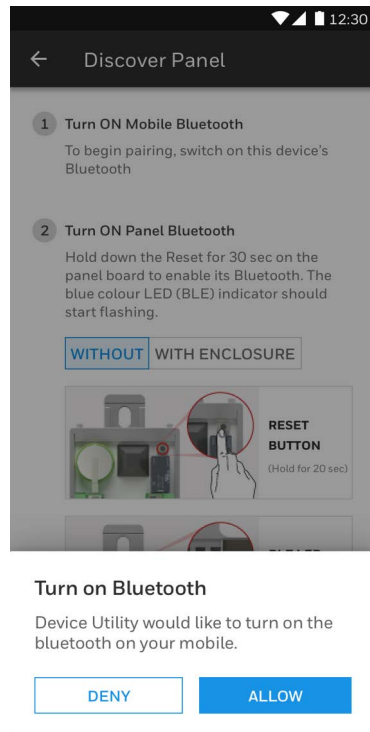 12:30
Discover Panel
1 Turn ON Mobile Bluetooth
To begin pairing, switch on this device's
Bluetooth
2 Turn ON Panel Bluetooth
Hold down the Reset for 30 sec on the
panel board to enable its Bluetooth. The
blue colour LED (BLE) indicator should
start flashing.
WITHOUT WITH ENCLOSURE
RESET
BUTTON
(Hold for 20 sec)
Turn on Bluetooth
Device Utility would like to turn on the
bluetooth on your mobile.
DENY ALLOW